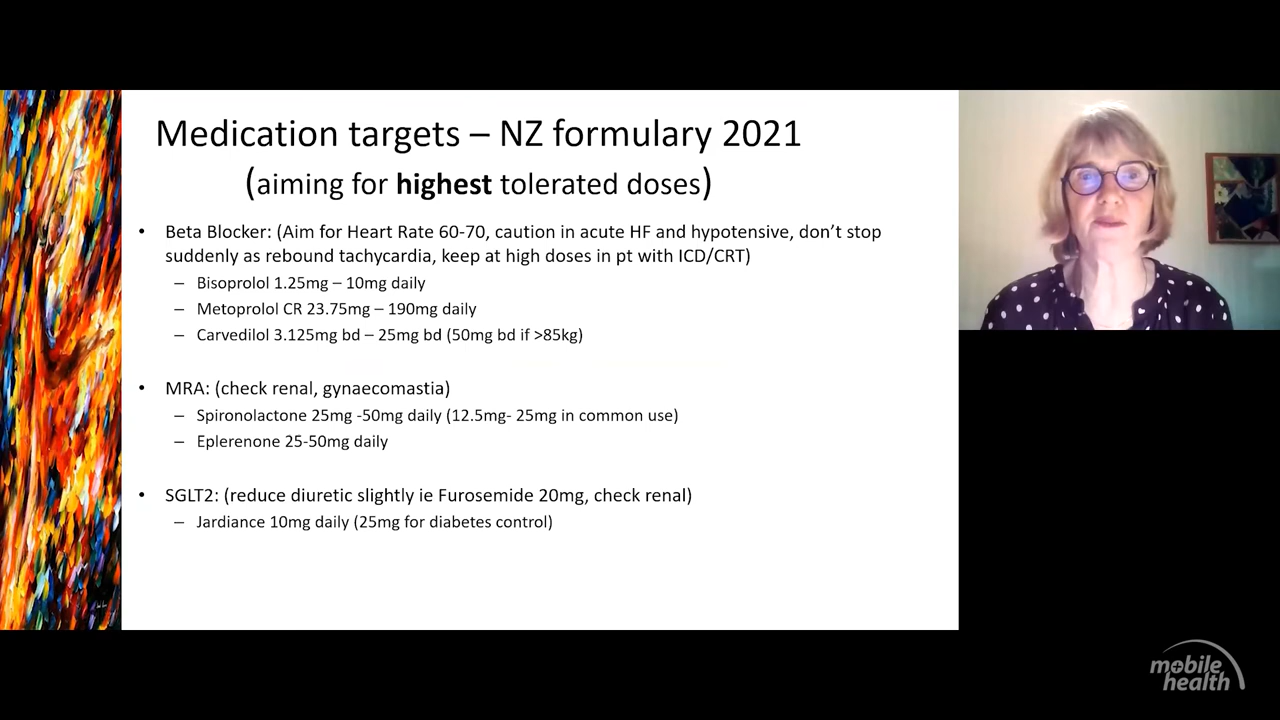 Medication targets – NZ formulary 2021
(aiming for highest tolerated doses)
• Beta Blocker: (Aim for Heart Rate 60-70, caution in acute HF and hypotensive, don’t stop
suddenly as rebound tachycardia, keep at high doses in pt with ICD/CRT)
– Bisoprolol 1.25mg – 10mg daily
– Metoprolol CR 23.75mg – 190mg daily
– Carvedilol 3.125mg bd – 25mg bd (50mg bd if >85kg)
• MRA: (check renal, gynaecomastia)
– Spironolactone 25mg -50mg daily (12.5mg- 25mg in common use)
– Eplerenone 25-50mg daily
• SGLT2: (reduce diuretic slightly ie Furosemide 20mg, check renal)
– Jardiance 10mg daily (25mg for diabetes control)
mobile
health